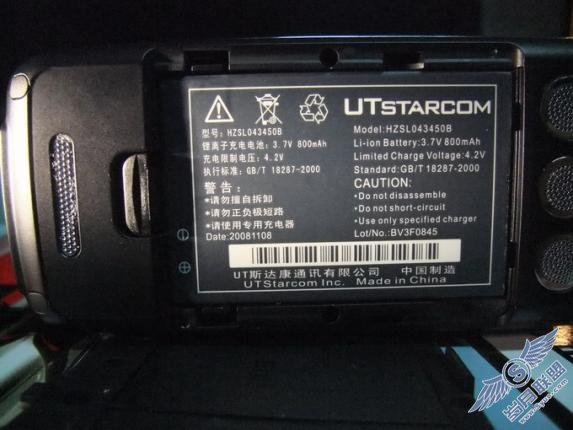 UTSTARCOM
型号: HZSL043450B
锂离子充电电池: 3.7V 800mAh
充电限制电压: 4.2V
执行标准: GB/T 18287-2000
警告:
•请勿擅自拆卸
•请勿正负极短路
•请使用专用充电器
Date:20081108
Model:HZSL043450B
Li-ion Battery:3.7V 800mAh
Limited Charge Voltage:4.2V
Standard:GB/T 18287-2000
CAUTION:
•Do not disassemble
•Do not short-circuit
•Use only specified charger
Lot/No.:BV3F0845
UT斯达康通讯有限公司 中国制造
UTStarcom Inc. Made in China